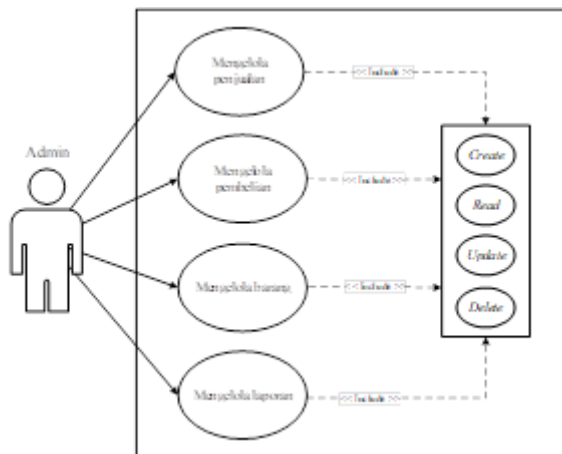 Mengelola
penjualan
<< Include >>
Admin
Create
Mengelola
pembelian
<< Include >>
Read
Update
Mengelola barang
<< Include >>
Delete
Mengelola laporan
<< Include >>